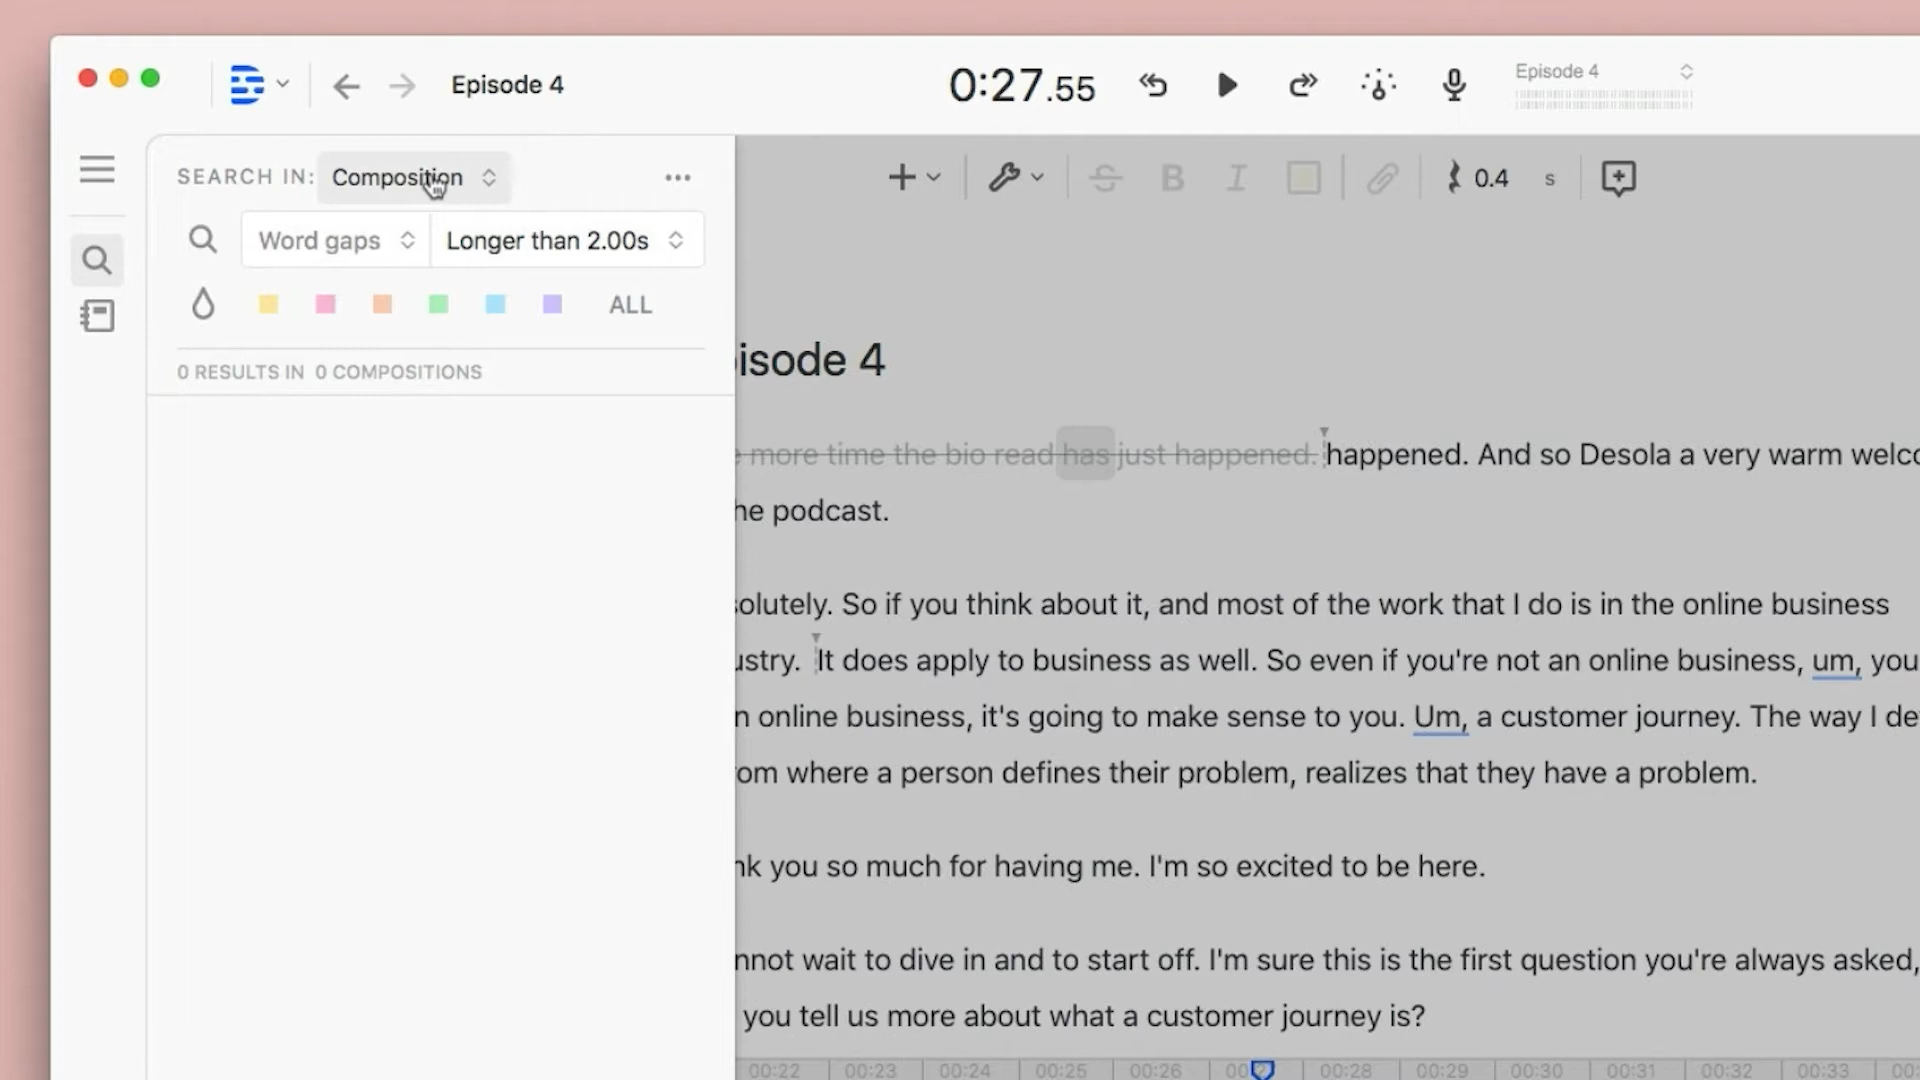 Episode 4
0:27.55
Episode 4
SEARCH IN: Composition
0.4 s
Word gaps Longer than 2.00s
ALL
0 RESULTS IN 0 COMPOSITIONS
isode 4
more time the bio read has just happened. happened. And so Desola a very warm welco
he podcast.
solutely. So if you think about it, and most of the work that I do is in the online business
ustry. It does apply to business as well. So even if you're not an online business, um, you
n online business, it's going to make sense to you. Um, a customer journey. The way I de
om where a person defines their problem, realizes that they have a problem.
nk you so much for having me. I'm so excited to be here.
nnot wait to dive in and to start off. I'm sure this is the first question you're always asked,
you tell us more about what a customer journey is?
00:22 00:23 00:24 00:25 00:26 00:28 00:29 00:30 00:31 00:32 00:33